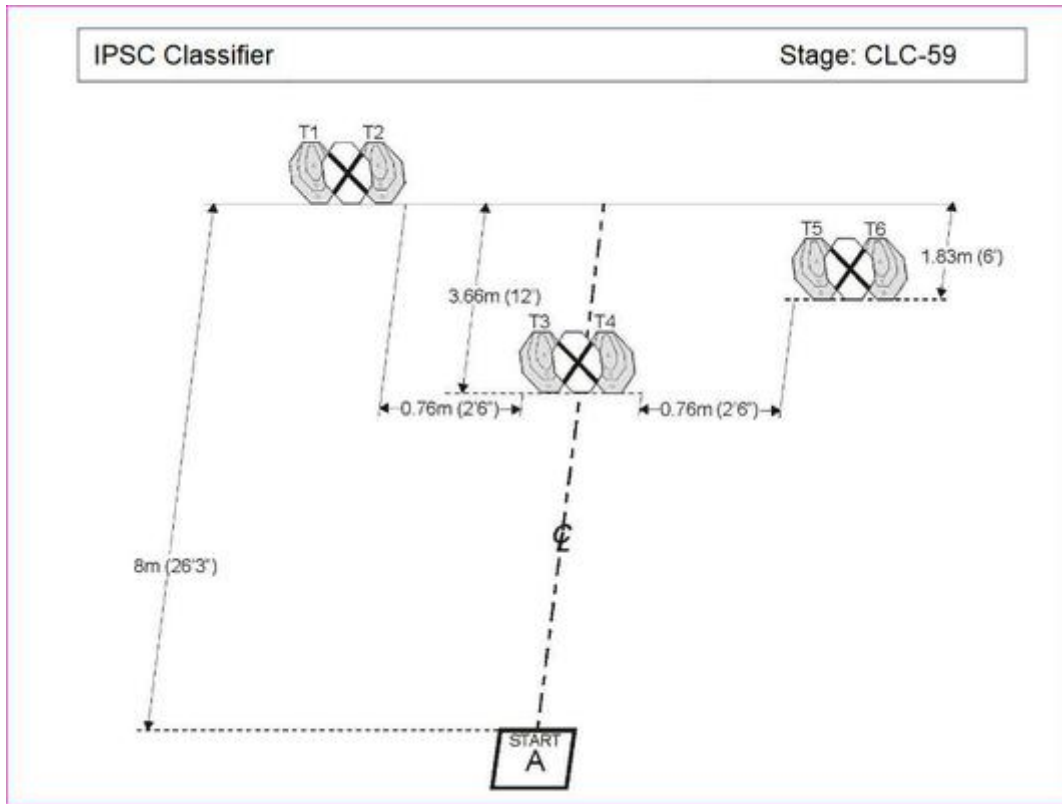 IPSC Classifier
Stage: CLC-59
T1 T2
T5 T6
1.83m (6')
3.66m (12')
T3 T4
0.76m (2'6")
0.76m (2'6")
℄
8m (26'3")
START
A